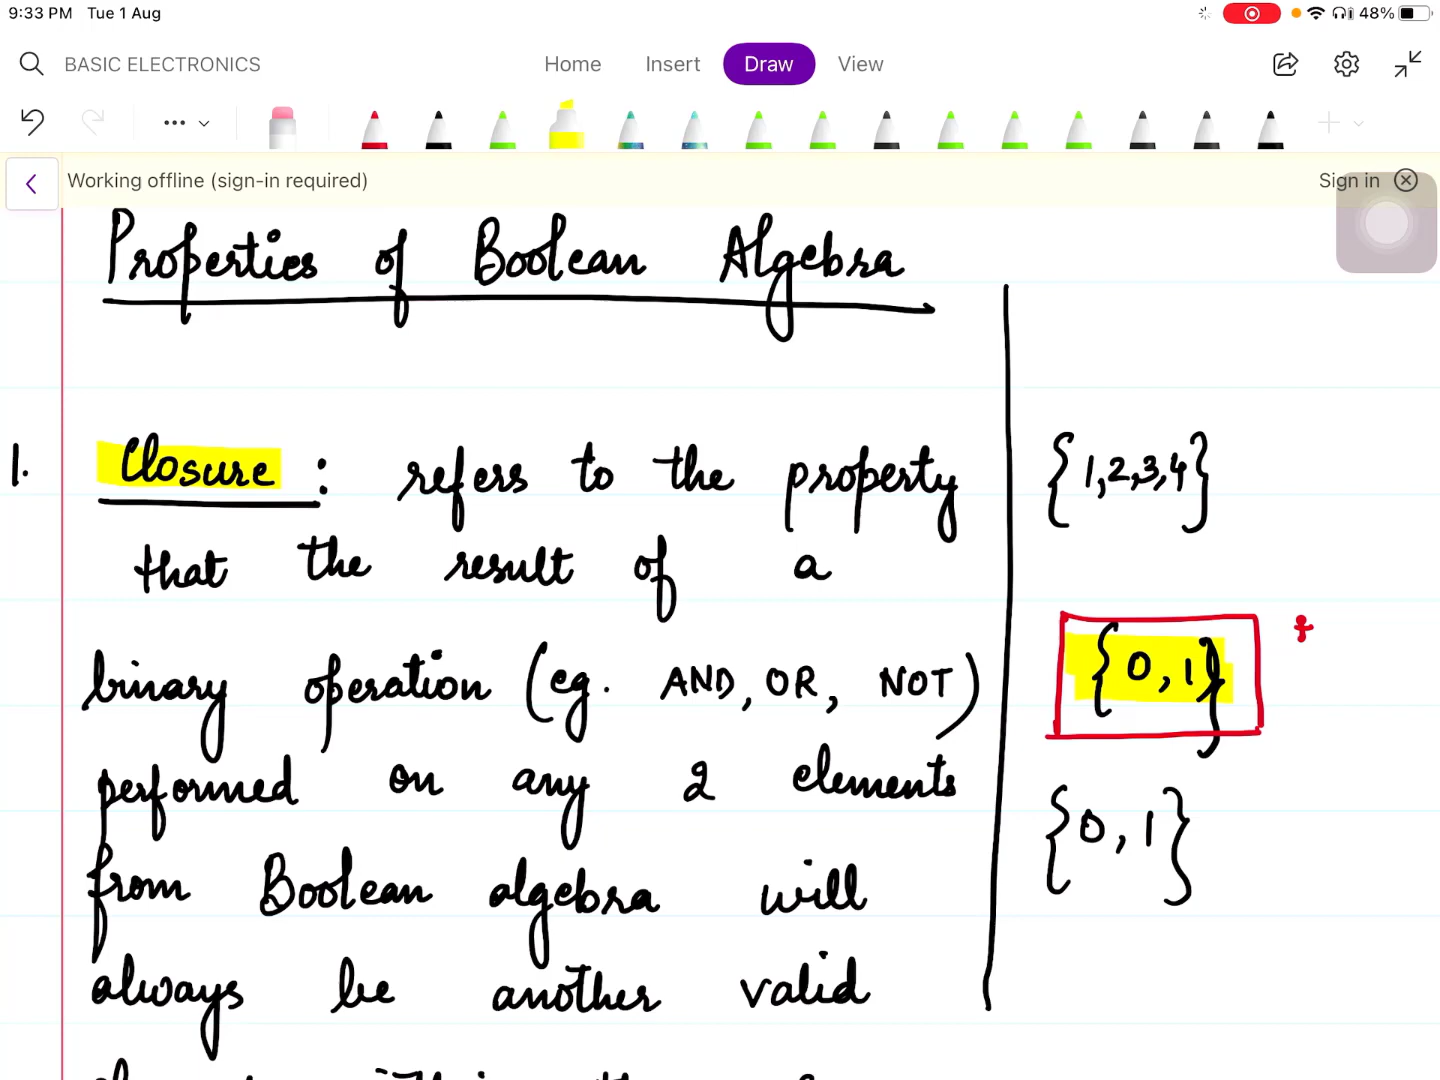 9:33 PM Tue 1 Aug
48%
BASIC ELECTRONICS
Home Insert Draw View
Working offline (sign-in required)
Sign in
Properties of Boolean Algebra
1. Closure : refers to the property
that the result of a
binary operation (eg. AND, OR, NOT)
performed on any 2 elements
from Boolean algebra will
always be another valid
{1,2,3,4}
{0,1}
{0,1}